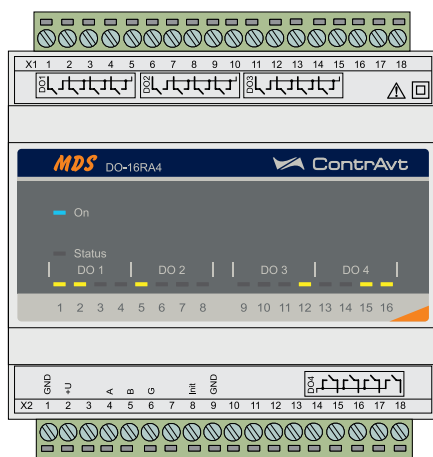 X1 1 2 3 4 5 6 7 8 9 10 11 12 13 14 15 16 17 18
DO1 DO2 DO3
MDS DO-16RA4 ContrAvt
On
Status
DO 1 DO 2 DO 3 DO 4
1 2 3 4 5 6 7 8 9 10 11 12 13 14 15 16
GND +U A B G Init GND DO4
X2 1 2 3 4 5 6 7 8 9 10 11 12 13 14 15 16 17 18